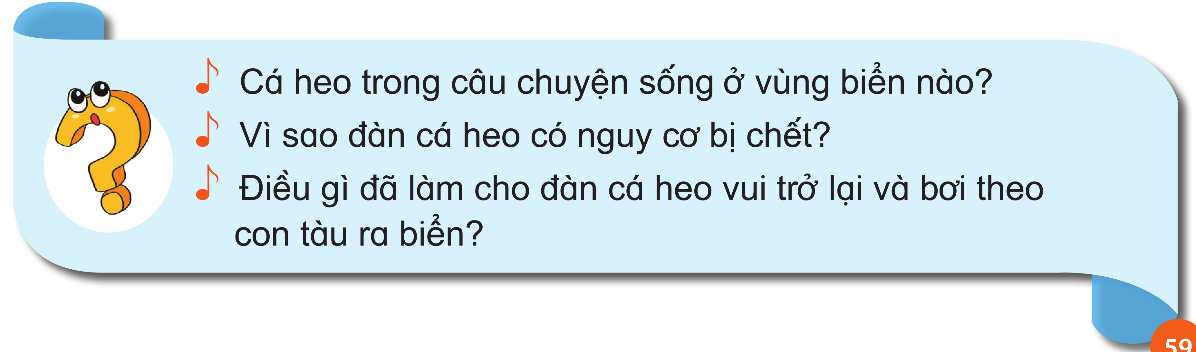 Cá heo trong câu chuyện sống ở vùng biển nào?
Vì sao đàn cá heo có nguy cơ bị chết?
Điều gì đã làm cho đàn cá heo vui trở lại và bơi theo
con tàu ra biển?
59